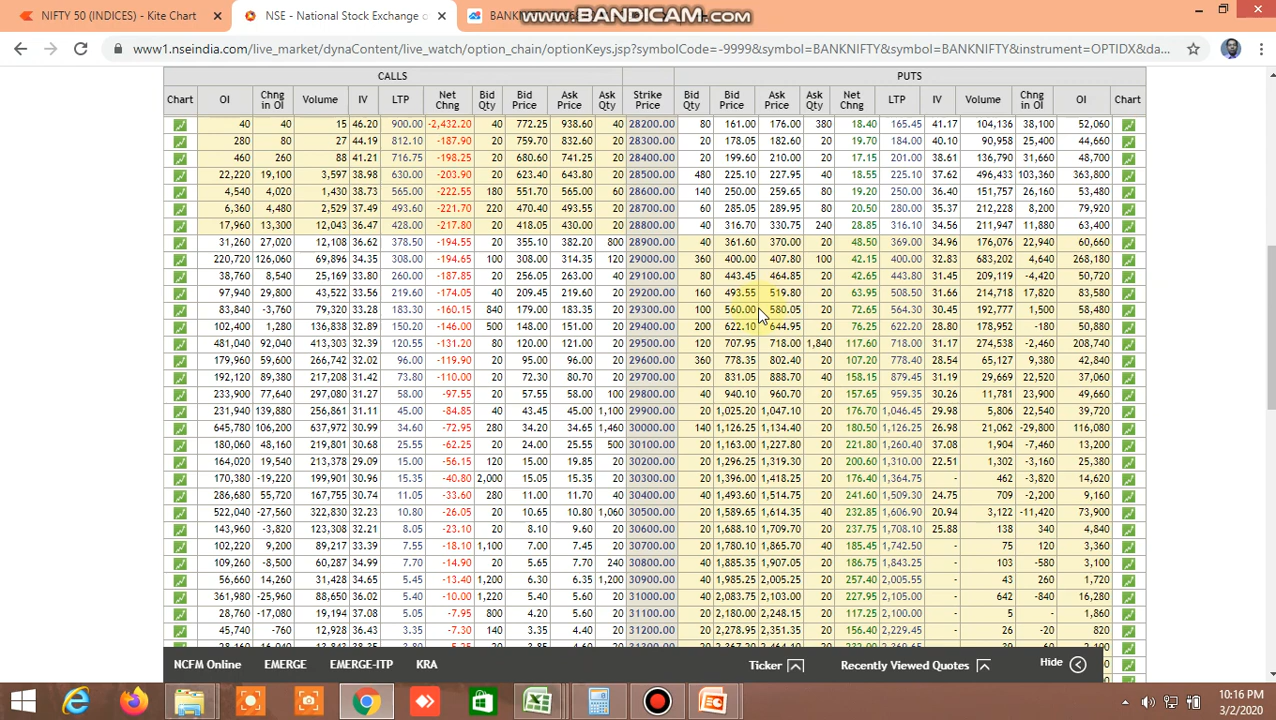 NIFTY 50 (INDICES) - Kite Chart × NSE - National Stock Exchange o × BANK
www.BANDICAM.com
www1.nseindia.com/live_market/dynaContent/live_watch/option_chain/optionKeys.jsp?symbolCode=-9999&symbol=BANKNIFTY&symbol=BANKNIFTY&instrument=OPTIDX&da...
CALLS PUTS
Chart OI Chng in OI Volume IV LTP Net Chng Bid Qty Bid Price Ask Price Ask Qty Strike Price Bid Qty Bid Price Ask Price Ask Qty Net Chng LTP IV Volume Chng in OI OI Chart
40 40 15 46.20 900.00 -2,432.20 40 772.25 938.60 40 28200.00 80 161.00 176.00 380 18.40 165.45 41.17 104,136 38,100 52,060
280 80 27 44.19 812.10 -187.90 20 759.70 832.60 20 28300.00 20 178.05 182.60 20 19.70 184.00 40.10 90,958 25,400 44,660
460 260 88 41.21 716.75 -198.25 20 680.60 741.25 20 28400.00 20 199.60 210.00 20 17.15 201.00 38.61 136,790 31,660 48,700
22,220 19,100 3,597 38.98 630.00 -203.90 20 623.40 643.80 20 28500.00 480 225.10 227.95 40 18.55 225.10 37.62 496,433 103,360 363,800
4,540 4,020 1,430 38.73 565.00 -222.55 180 551.70 565.00 60 28600.00 140 250.00 259.65 80 19.20 250.00 36.40 151,757 26,160 53,480
6,360 4,480 2,529 37.49 493.60 -221.70 220 470.40 493.55 20 28700.00 60 285.05 289.95 80 20.50 280.00 35.37 212,228 8,200 79,920
17,960 13,300 12,043 36.47 428.00 -217.80 20 418.05 430.00 20 28800.00 40 316.70 330.75 240 28.85 316.10 34.56 211,947 11,880 63,400
31,260 27,020 12,108 36.62 378.50 -194.55 20 355.10 382.20 800 28900.00 40 361.60 370.00 20 48.50 369.00 34.96 176,076 22,940 60,660
220,720 126,060 69,896 34.35 308.00 -194.65 100 308.00 314.35 120 29000.00 360 400.00 407.80 100 42.15 400.00 32.83 683,202 4,640 268,180
38,760 8,540 25,169 33.80 260.00 -187.85 20 256.05 263.00 40 29100.00 80 443.45 464.85 20 42.65 443.80 31.45 209,119 -4,420 50,720
97,940 29,800 43,522 33.56 219.60 -174.05 40 209.45 219.60 20 29200.00 160 493.55 519.80 20 63.95 508.50 31.66 214,718 17,820 83,580
83,840 -3,760 79,320 33.28 183.30 -160.15 840 179.00 183.35 20 29300.00 100 560.00 580.05 20 72.65 564.30 30.45 192,777 1,500 58,480
102,400 1,280 136,838 32.89 150.20 -146.00 500 148.00 151.00 20 29400.00 200 622.10 644.95 20 76.25 622.20 28.80 178,952 -180 50,880
481,040 92,040 413,303 32.39 120.55 -131.20 80 120.00 121.00 20 29500.00 120 707.95 718.00 1,840 117.60 718.00 31.17 274,538 -2,460 208,740
179,960 59,600 266,742 32.02 96.00 -119.90 20 95.00 96.00 20 29600.00 360 778.35 802.40 20 107.20 778.40 28.54 65,127 9,380 42,840
192,120 89,380 217,208 31.42 73.80 -110.00 20 72.30 80.70 20 29700.00 20 831.05 888.70 40 158.15 879.45 31.19 29,669 22,520 37,060
233,900 77,640 297,080 31.27 58.00 -97.55 20 57.55 58.00 100 29800.00 40 940.10 960.70 20 157.65 959.35 30.26 11,781 23,900 49,660
231,940 139,880 256,861 31.11 45.00 -84.85 40 43.45 45.00 1,100 29900.00 20 1,025.20 1,047.10 20 176.70 1,046.45 29.98 5,806 22,540 39,720
645,780 106,200 637,972 30.99 34.60 -72.95 280 34.20 34.65 1,460 30000.00 140 1,126.25 1,134.40 20 180.50 1,126.25 26.98 21,062 -29,800 116,080
180,060 48,160 219,801 30.68 25.55 -62.25 120 24.00 25.55 500 30100.00 20 1,163.00 1,227.80 20 221.80 1,260.40 37.08 1,904 -7,460 13,200
164,020 19,540 213,378 29.09 15.00 -56.15 120 15.00 19.85 20 30200.00 20 1,296.25 1,319.30 20 200.60 1,310.00 22.51 1,302 -3,160 25,380
170,380 -19,220 199,901 30.96 15.35 -40.80 2,000 15.05 15.35 20 30300.00 20 1,396.00 1,418.25 20 176.40 1,364.75 - 462 -3,820 14,620
286,680 55,720 167,755 30.74 11.05 -33.60 280 11.00 11.70 40 30400.00 40 1,493.60 1,514.75 20 241.60 1,509.30 24.75 709 -2,200 9,160
522,040 -27,560 322,830 32.23 10.80 -26.05 20 10.65 10.80 1,060 30500.00 20 1,589.65 1,614.35 40 232.85 1,606.90 20.94 3,122 -11,420 73,900
143,960 -3,820 123,308 32.21 8.05 -23.10 20 8.10 9.60 20 30600.00 20 1,688.10 1,709.70 20 237.75 1,708.10 25.88 138 340 4,840
102,220 9,200 89,217 33.39 7.55 -18.10 1,100 7.00 7.45 20 30700.00 20 1,780.10 1,865.70 40 185.45 1,742.50 - 75 120 3,360
109,260 -8,500 60,287 34.99 7.70 -14.90 20 5.65 7.70 240 30800.00 40 1,885.35 1,907.05 20 186.75 1,843.25 - 103 -580 3,100
56,660 14,260 31,428 34.65 5.45 -13.40 1,200 6.30 6.35 1,200 30900.00 40 1,985.25 2,005.25 20 257.40 2,005.55 - 43 260 1,720
361,980 -25,960 88,650 36.02 5.40 -10.00 1,220 5.40 5.60 20 31000.00 40 2,083.75 2,103.00 20 227.95 2,105.00 - 642 -840 16,280
28,760 -17,080 19,194 37.08 5.05 -7.95 800 4.20 5.60 20 31100.00 20 2,180.00 2,248.15 20 117.25 2,100.00 - 5 - 1,860
45,740 -760 12,928 36.43 3.35 -7.30 140 3.35 4.40 20 31200.00 20 2,278.95 2,351.35 20 156.40 2,229.45 - 26 -20 820
NCFM Online EMERGE EMERGE-ITP KRA Ticker Recently Viewed Quotes Hide
10:16 PM
3/2/2020